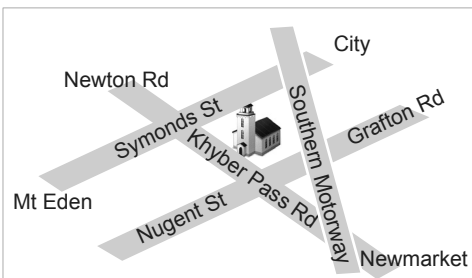 City
Newton Rd
Symonds St
Southern Motorway
Grafton Rd
Khyber Pass Rd
Mt Eden
Nugent St
Newmarket